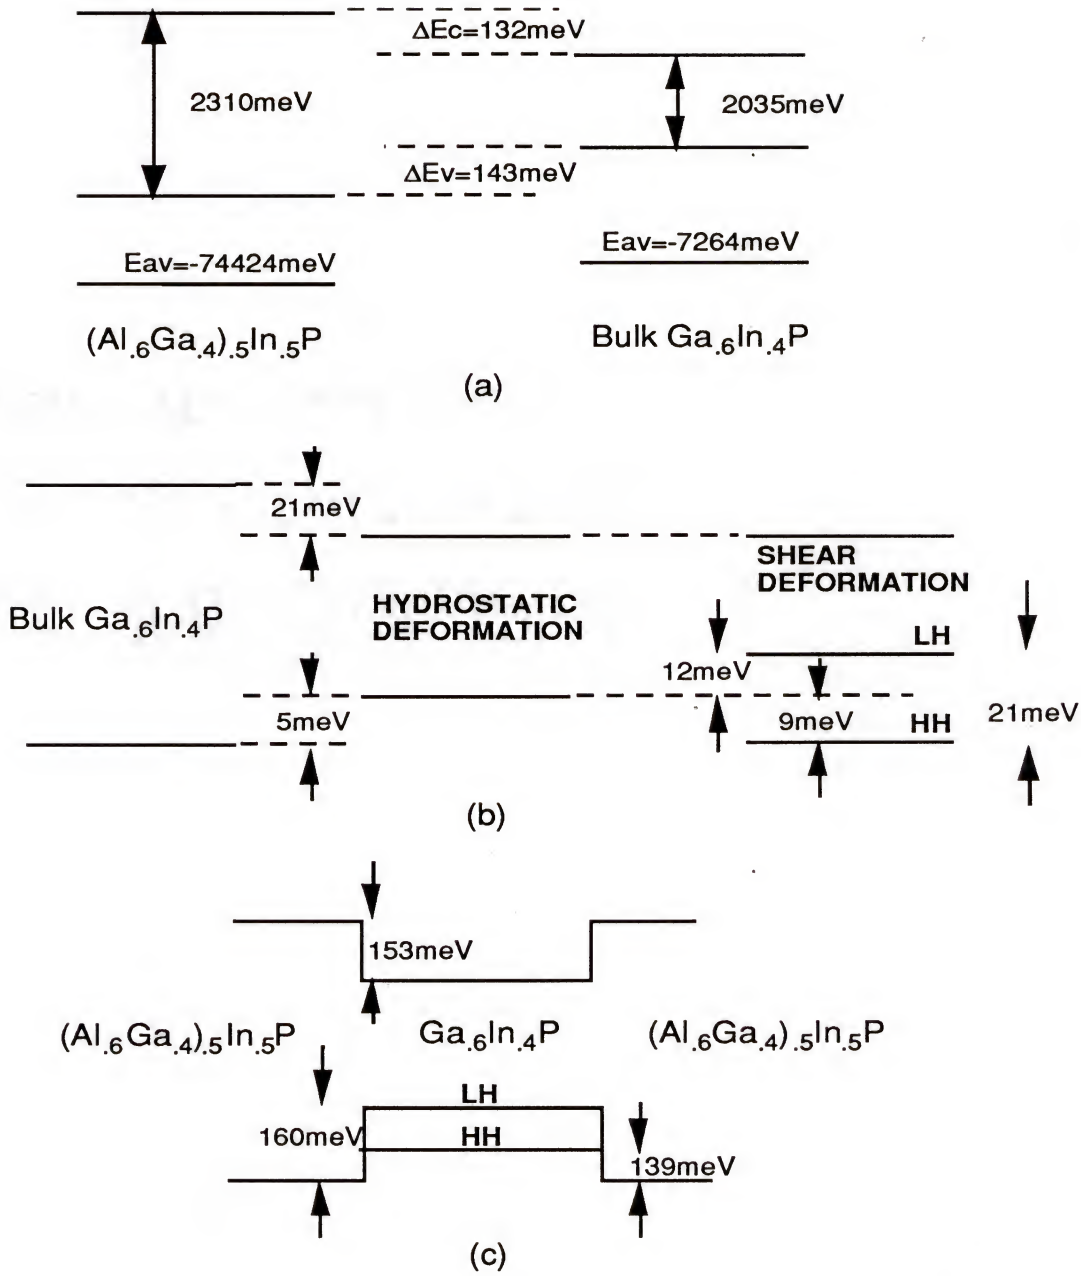 ΔEc=132meV
2310meV
2035meV
ΔEv=143meV
Eav=-74424meV
Eav=-7264meV
(Al.6Ga.4).5In.5P
Bulk Ga.6In.4P
(a)
21meV
SHEAR
DEFORMATION
Bulk Ga.6In.4P
HYDROSTATIC
DEFORMATION
LH
12meV
5meV
9meV
HH
21meV
(b)
153meV
(Al.6Ga.4).5In.5P
Ga.6In.4P
(Al.6Ga.4).5In.5P
LH
160meV
HH
139meV
(c)